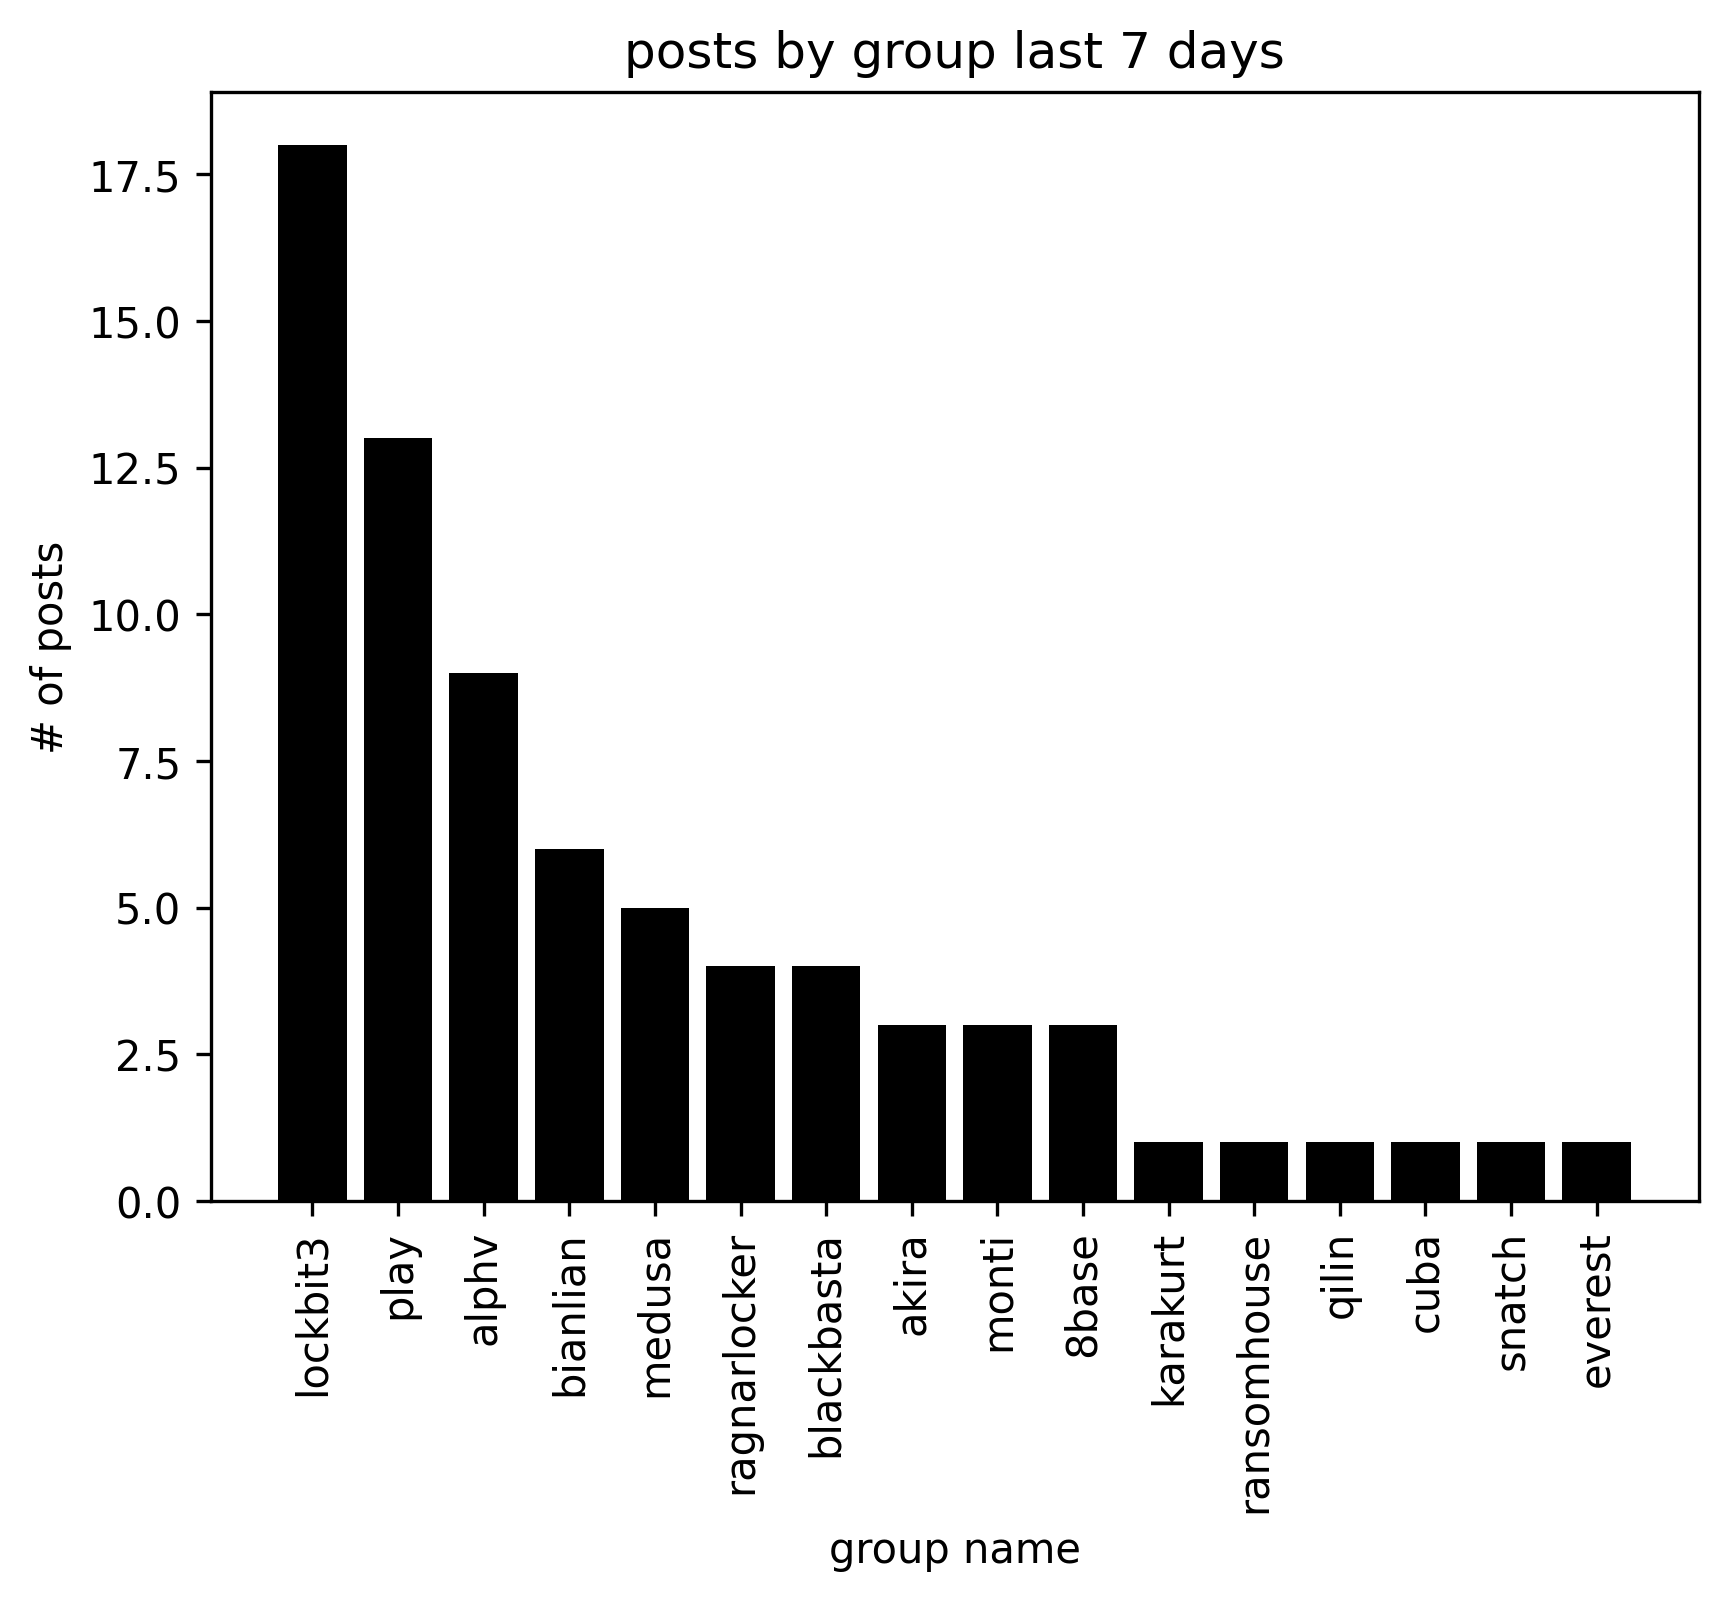 posts by group last 7 days
# of posts
17.5
15.0
12.5
10.0
7.5
5.0
2.5
0.0
lockbit3
play
alphv
bianlian
medusa
ragnarlocker
blackbasta
akira
monti
8base
karakurt
ransomhouse
qilin
cuba
snatch
everest
group name